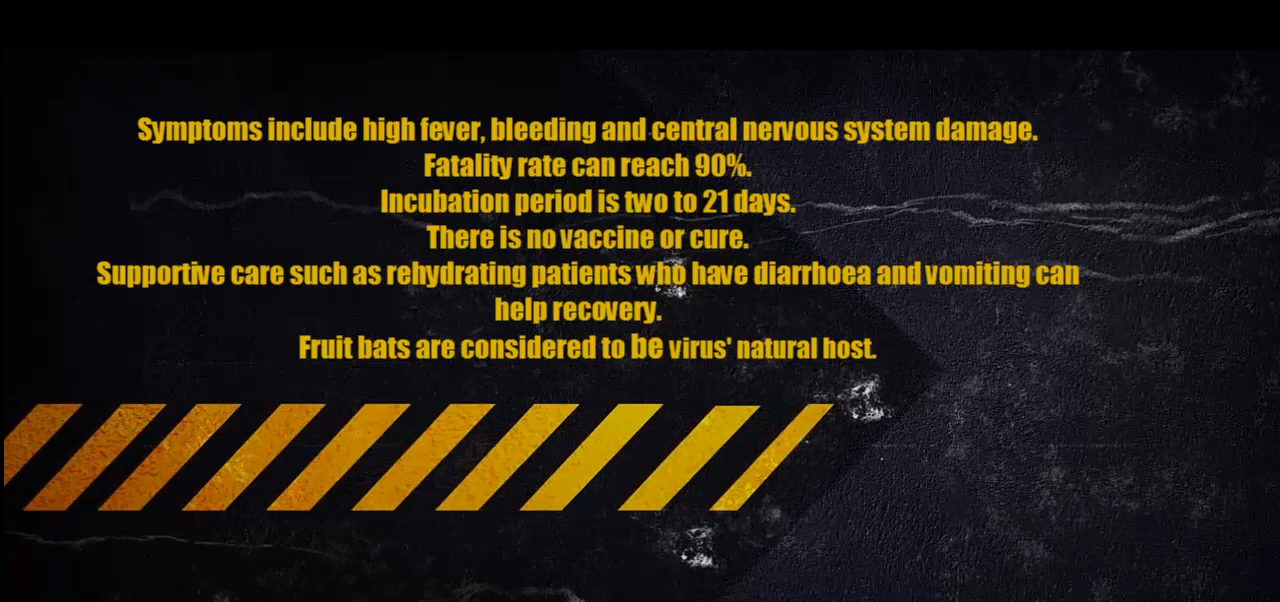 Symptoms include high fever, bleeding and central nervous system damage.
Fatality rate can reach 90%.
Incubation period is two to 21 days.
There is no vaccine or cure.
Supportive care such as rehydrating patients who have diarrhoea and vomiting can
help recovery.
Fruit bats are considered to be virus' natural host.